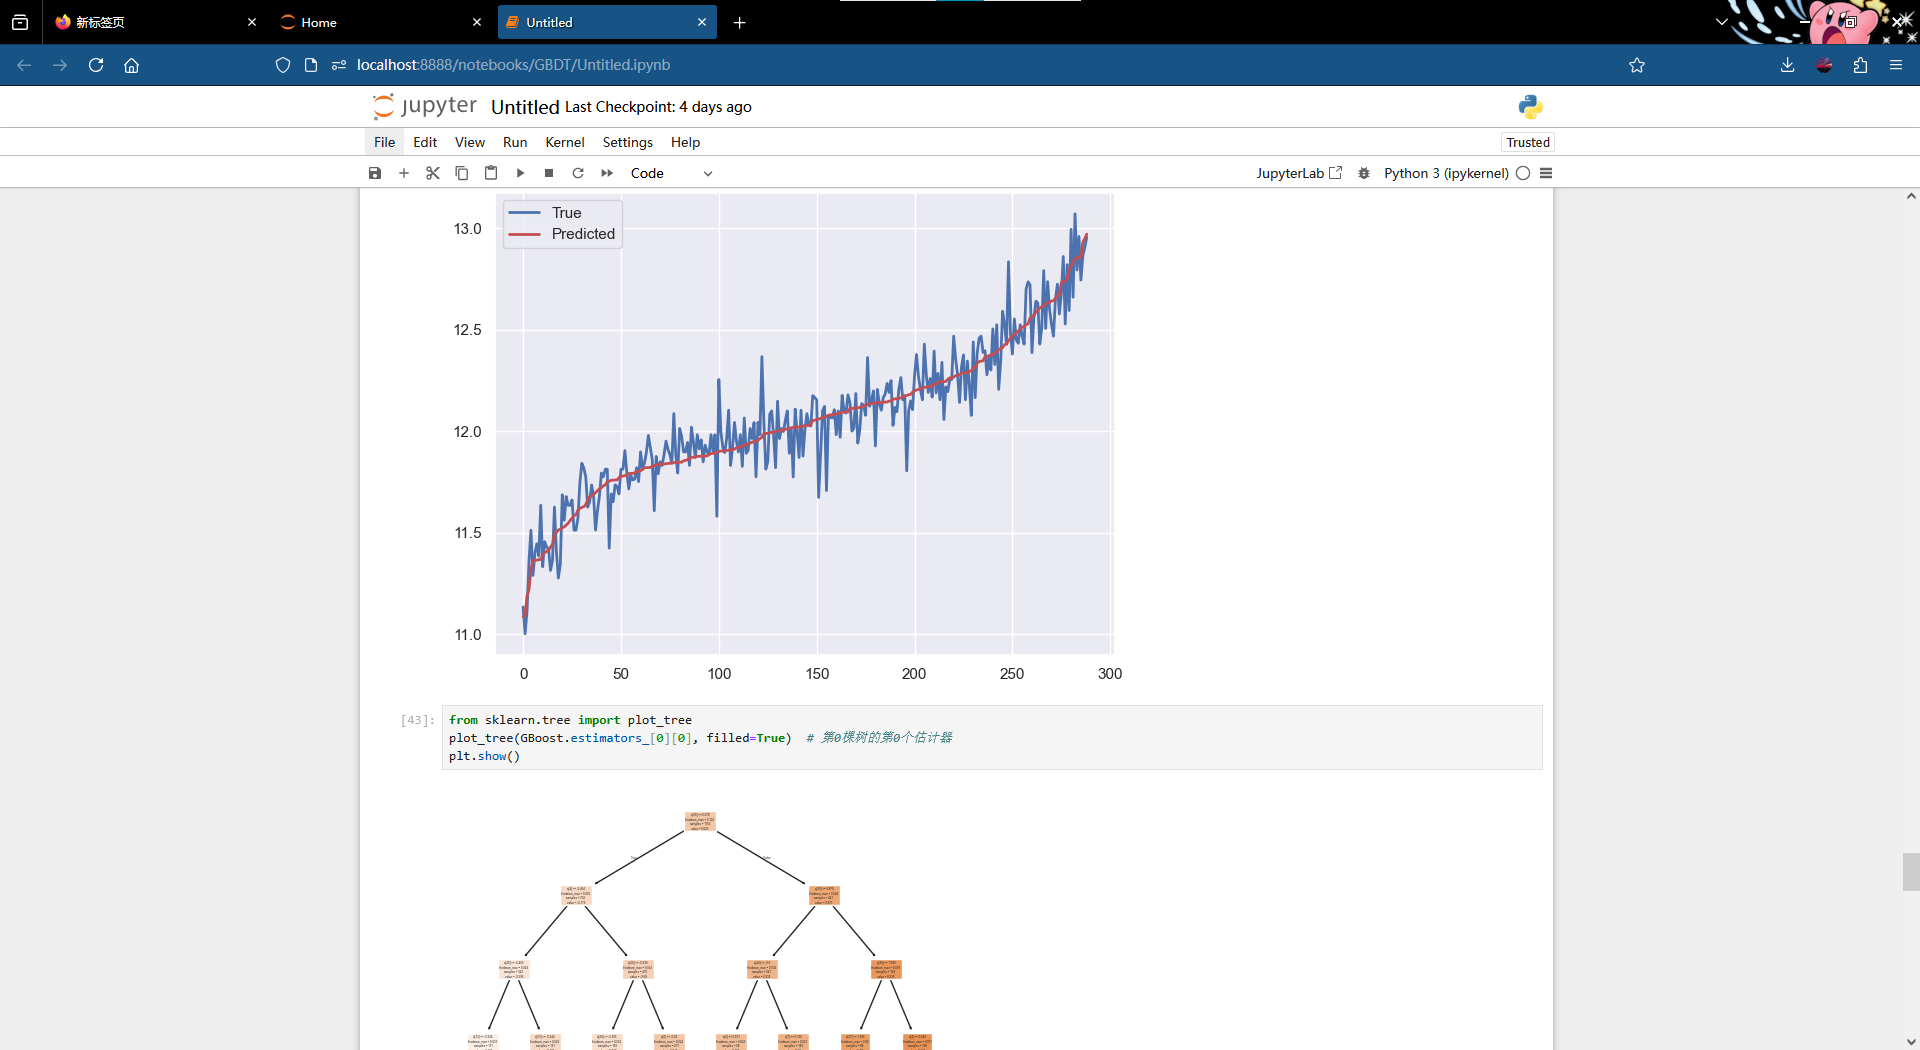 新标签页
Home
Untitled
localhost:8888/notebooks/GBDT/Untitled.ipynb
jupyter Untitled Last Checkpoint: 4 days ago
File Edit View Run Kernel Settings Help
Trusted
Code
JupyterLab
Python 3 (ipykernel)
True
Predicted
13.0
12.5
12.0
11.5
11.0
0 50 100 150 200 250 300
[43]:
from sklearn.tree import plot_tree
plot_tree(GBoost.estimators_[0][0], filled=True)  # 第0棵树的第0个估计器
plt.show()